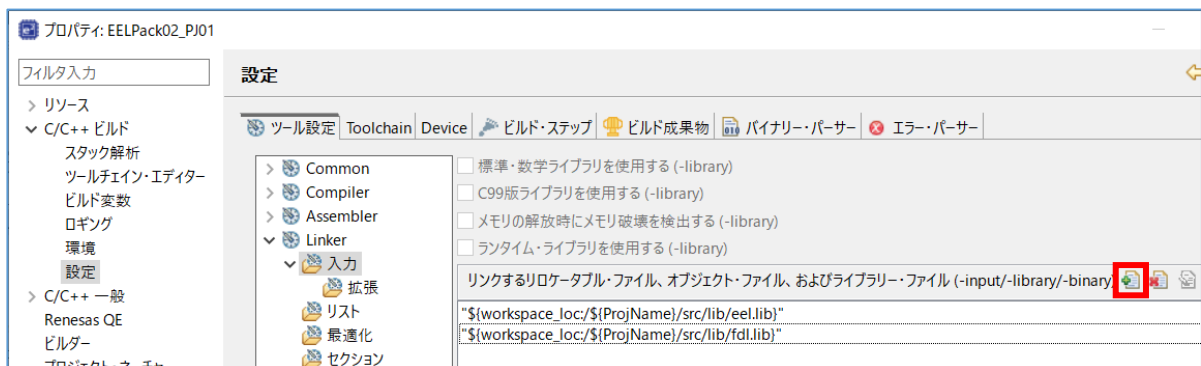 プロパティ: EELPack02_PJ01
フィルタ入力
設定
リソース
C/C++ ビルド
スタック解析
ツールチェイン・エディター
ビルド変数
ロギング
環境
設定
C/C++ 一般
Renesas QE
ビルダー
ツール設定 Toolchain Device ビルド・ステップ ビルド成果物 バイナリー・パーサー エラー・パーサー
Common
Compiler
Assembler
Linker
入力
拡張
リスト
最適化
セクション
標準・数学ライブラリを使用する (-library)
C99版ライブラリを使用する (-library)
メモリの解放時にメモリ破壊を検出する (-library)
ランタイム・ライブラリを使用する (-library)
リンクするリロケータブル・ファイル、オブジェクト・ファイル、およびライブラリー・ファイル (-input/-library/-binary)
"${workspace_loc:/${ProjName}/src/lib/eel.lib}"
"${workspace_loc:/${ProjName}/src/lib/fdl.lib}"